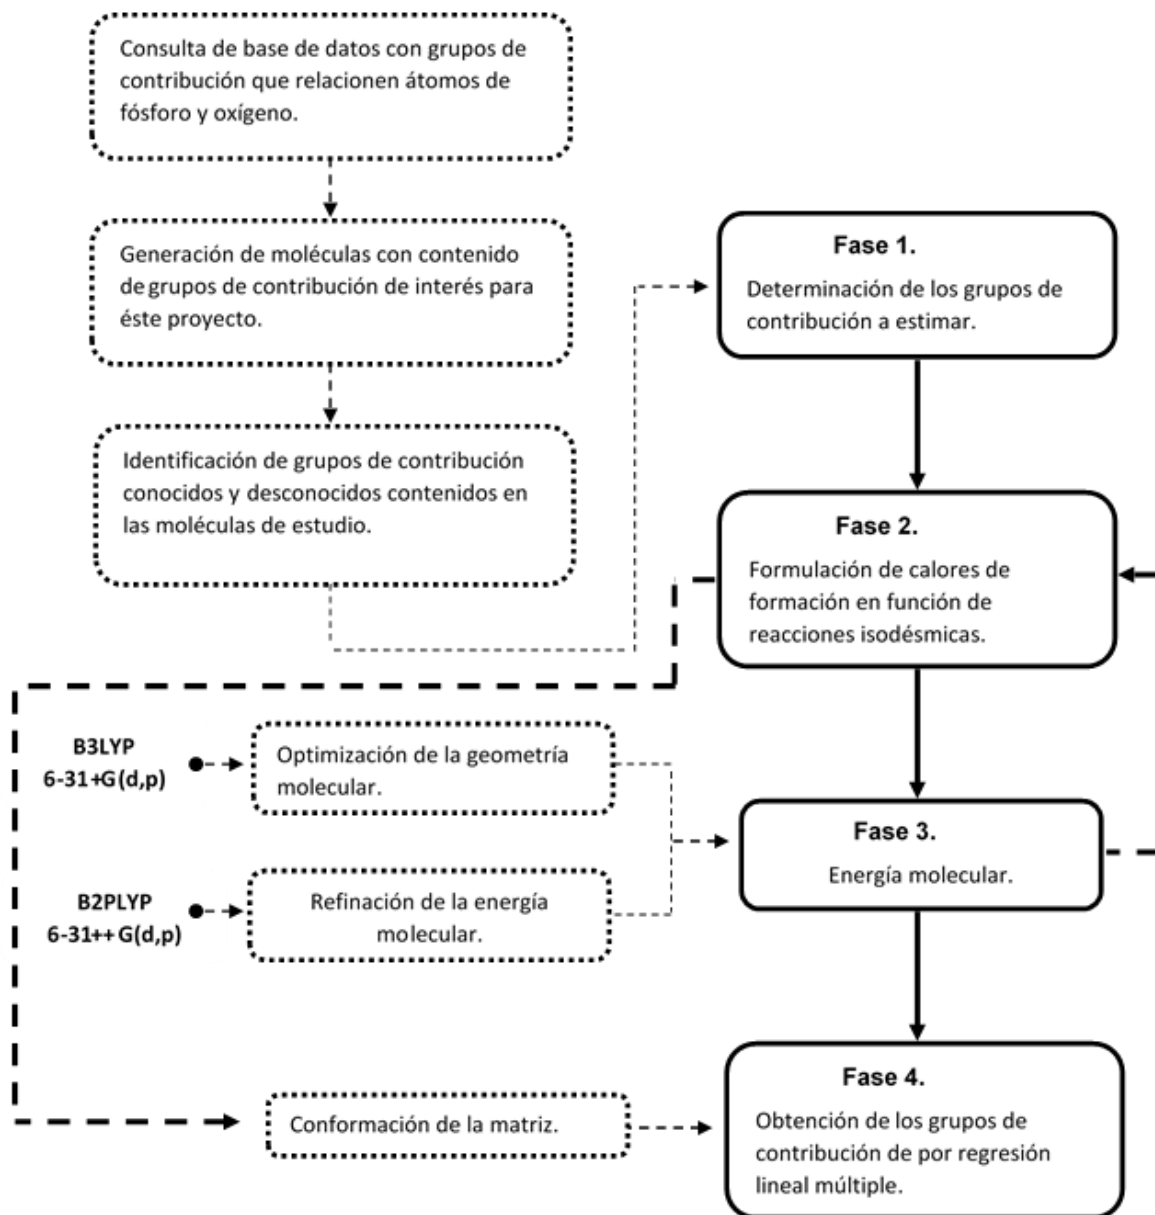 Consulta de base de datos con grupos de
contribución que relacionen átomos de
fósforo y oxígeno.
Generación de moléculas con contenido
de grupos de contribución de interés para
éste proyecto.
Identificación de grupos de contribución
conocidos y desconocidos contenidos en
las moléculas de estudio.
Fase 1.
Determinación de los grupos de
contribución a estimar.
Fase 2.
Formulación de calores de
formación en función de
reacciones isodésmicas.
B3LYP
6-31+G(d,p)
Optimización de la geometría
molecular.
B2PLYP
6-31++G(d,p)
Refinación de la energía
molecular.
Fase 3.
Energía molecular.
Conformación de la matriz.
Fase 4.
Obtención de los grupos de
contribución de por regresión
lineal múltiple.